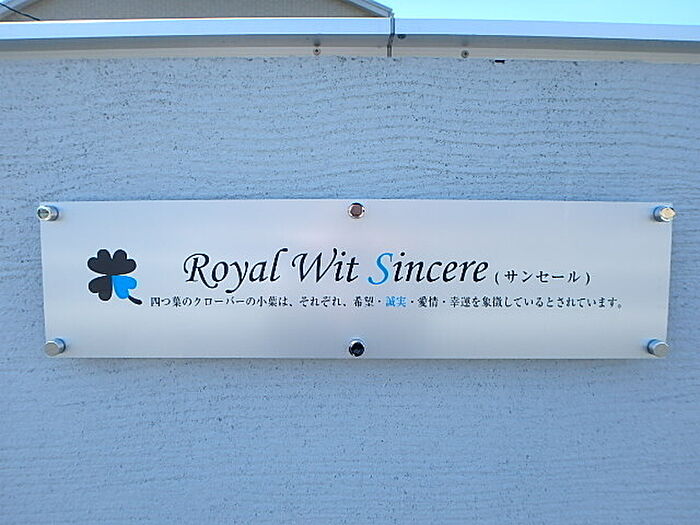 Royal Wit Sincere (サンセール)
四つ葉のクローバーの小葉は、それぞれ、希望・誠実・愛情・幸運を象徴しているとされています。